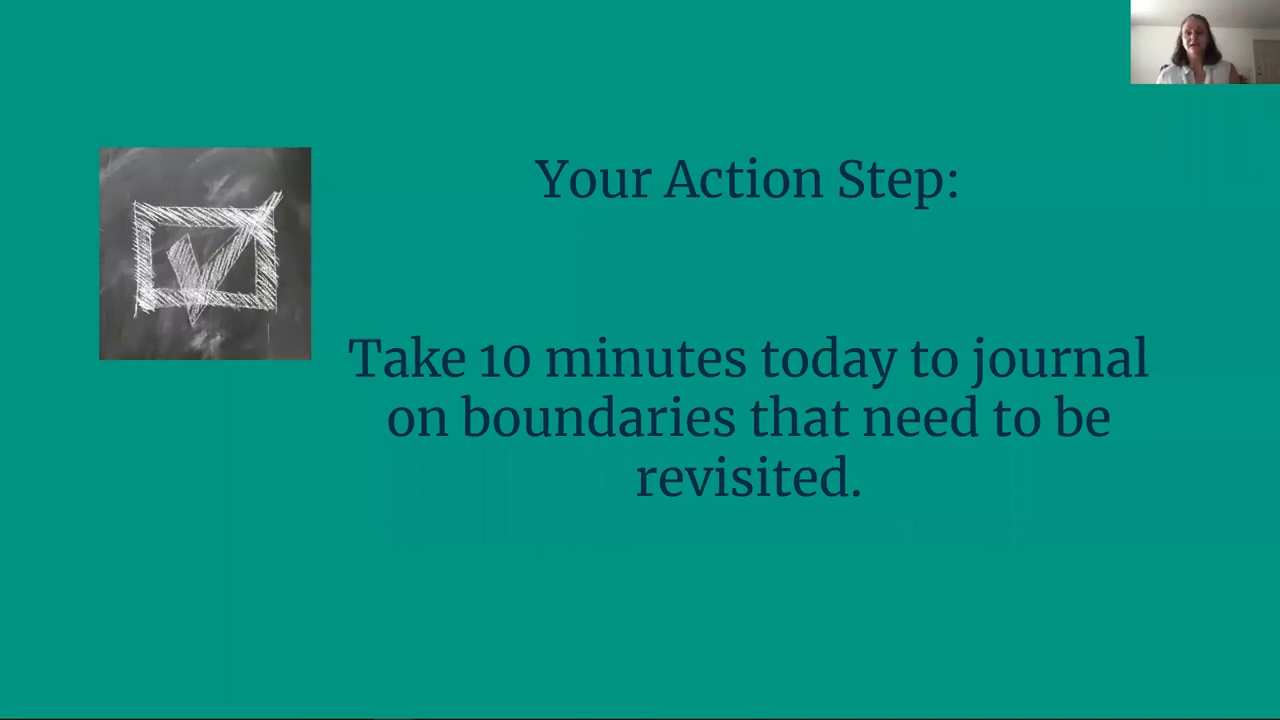 Your Action Step:
Take 10 minutes today to journal
on boundaries that need to be
revisited.